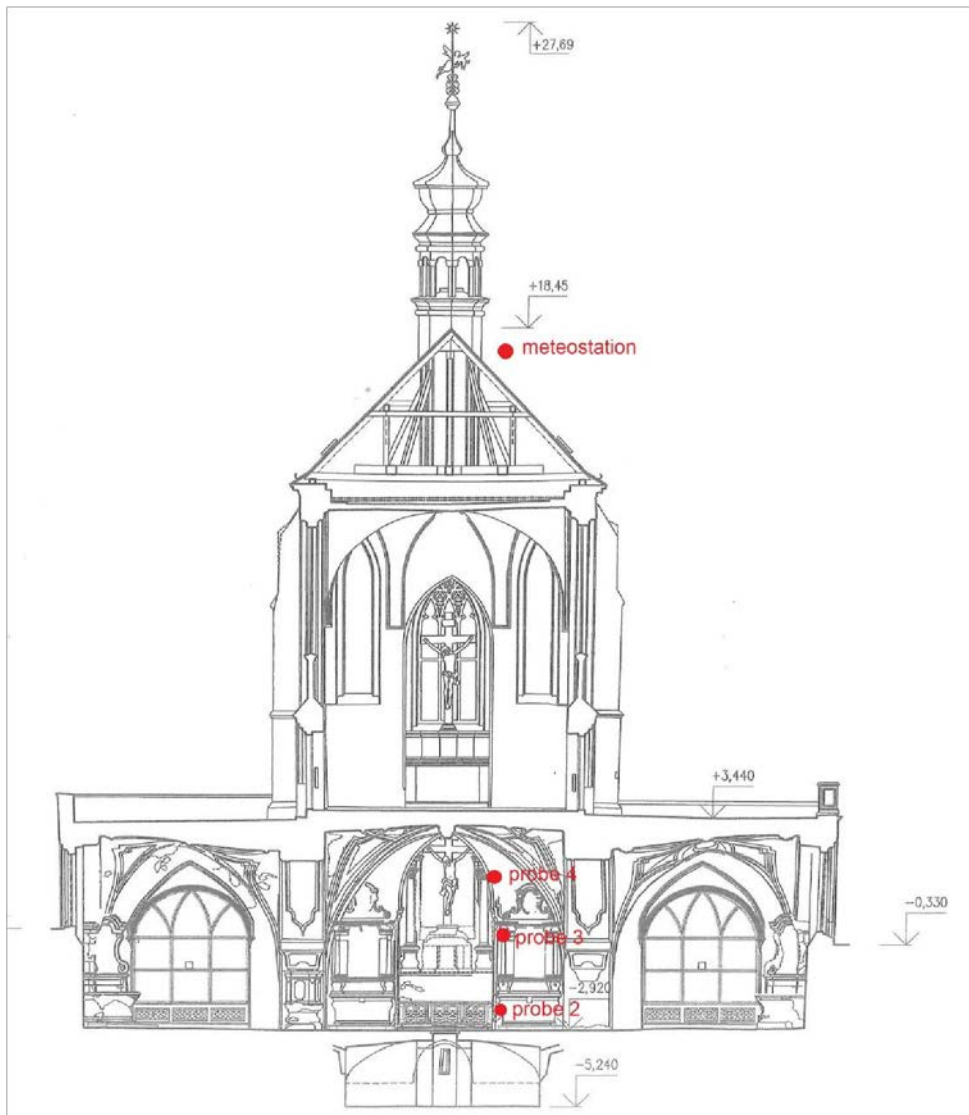 +27,69
+18,45
meteostation
+3,440
probe 4
-0,330
probe 3
-2,920
probe 2
-5,240